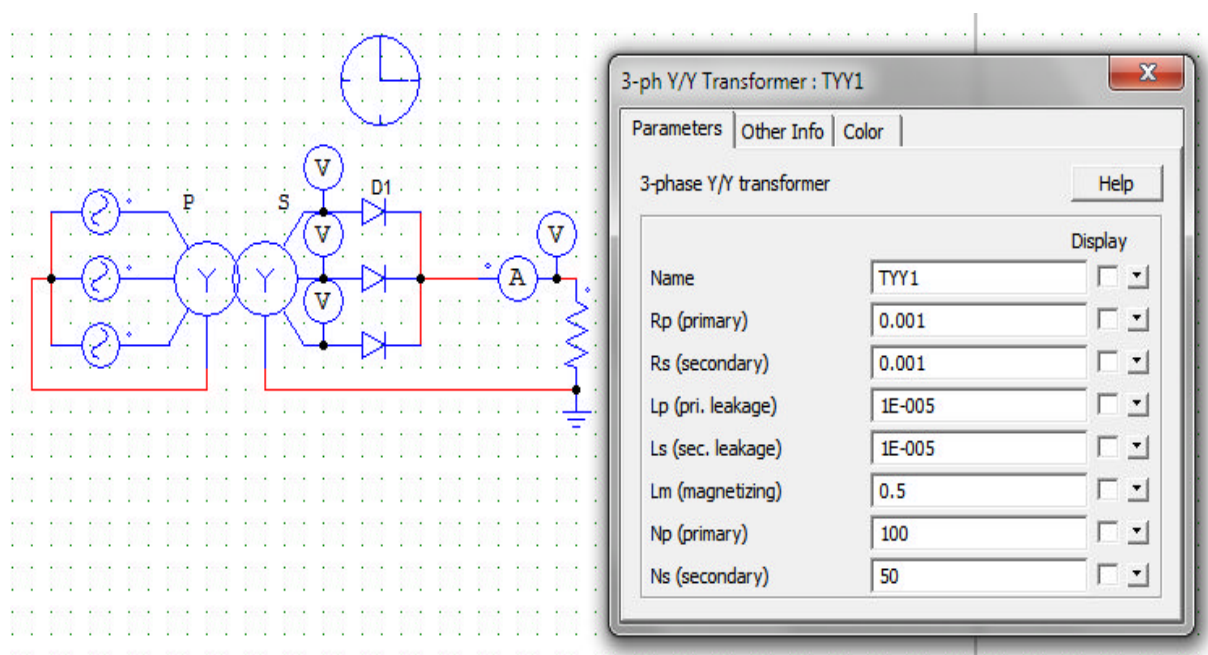 3-ph Y/Y Transformer : TYY1
X
Parameters
Other Info
Color
3-phase Y/Y transformer
Help
Display
Name
TYY1
Rp (primary)
0.001
Rs (secondary)
0.001
Lp (pri. leakage)
1E-005
Ls (sec. leakage)
1E-005
Lm (magnetizing)
0.5
Np (primary)
100
Ns (secondary)
50
V
P
S
D1
V
V
Y
Y
A
V